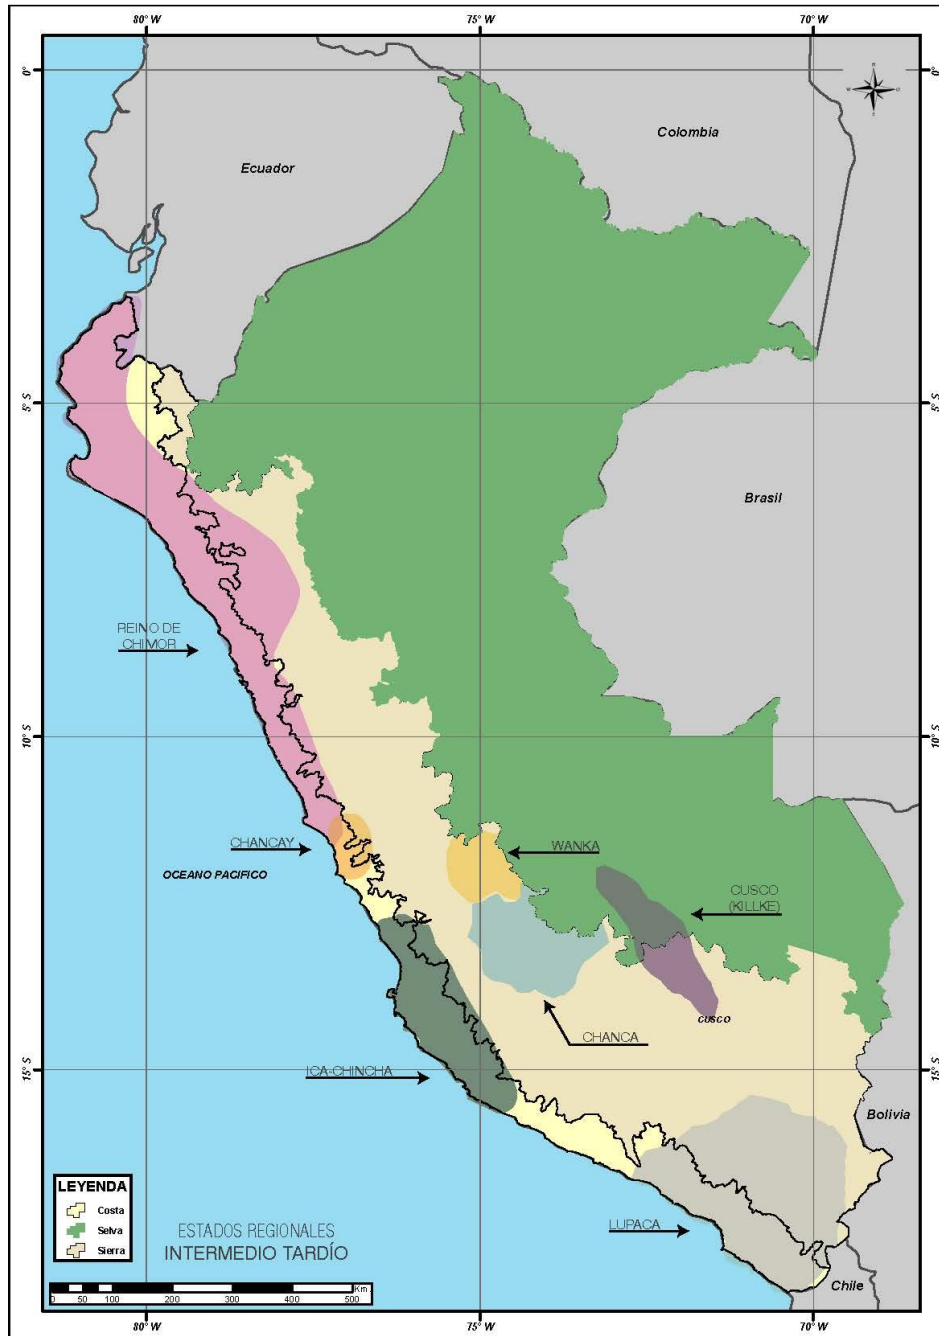 80° W
75° W
70° W
0°
0°
Colombia
Ecuador
5° S
5° S
Brasil
REINO DE
CHIMOR
10° S
10° S
CHANCAY
WANKA
OCEANO PACIFICO
CUSCO
(KILLKE)
CUSCO
CHANCA
ICA-CHINCHA
15° S
15° S
Bolivia
LEYENDA
Costa
Selva
Sierra
ESTADOS REGIONALES
INTERMEDIO TARDÍO
LUPACA
Km.
0 50 100 200 300 400 500
Chile
80° W
75° W
70° W